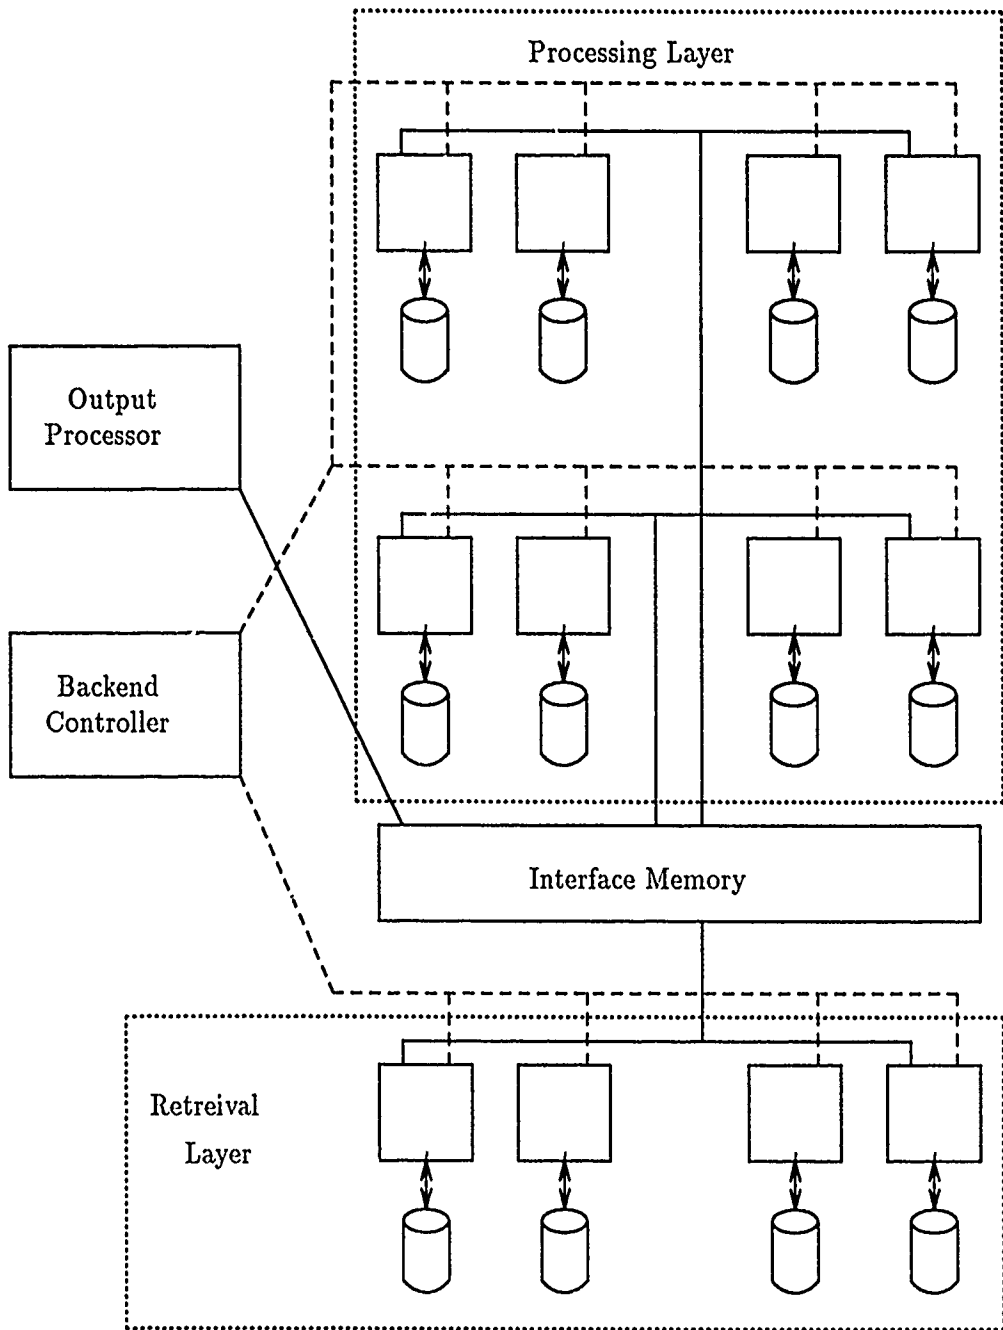 Processing Layer
Output
Processor
Backend
Controller
Interface Memory
Retreival
Layer